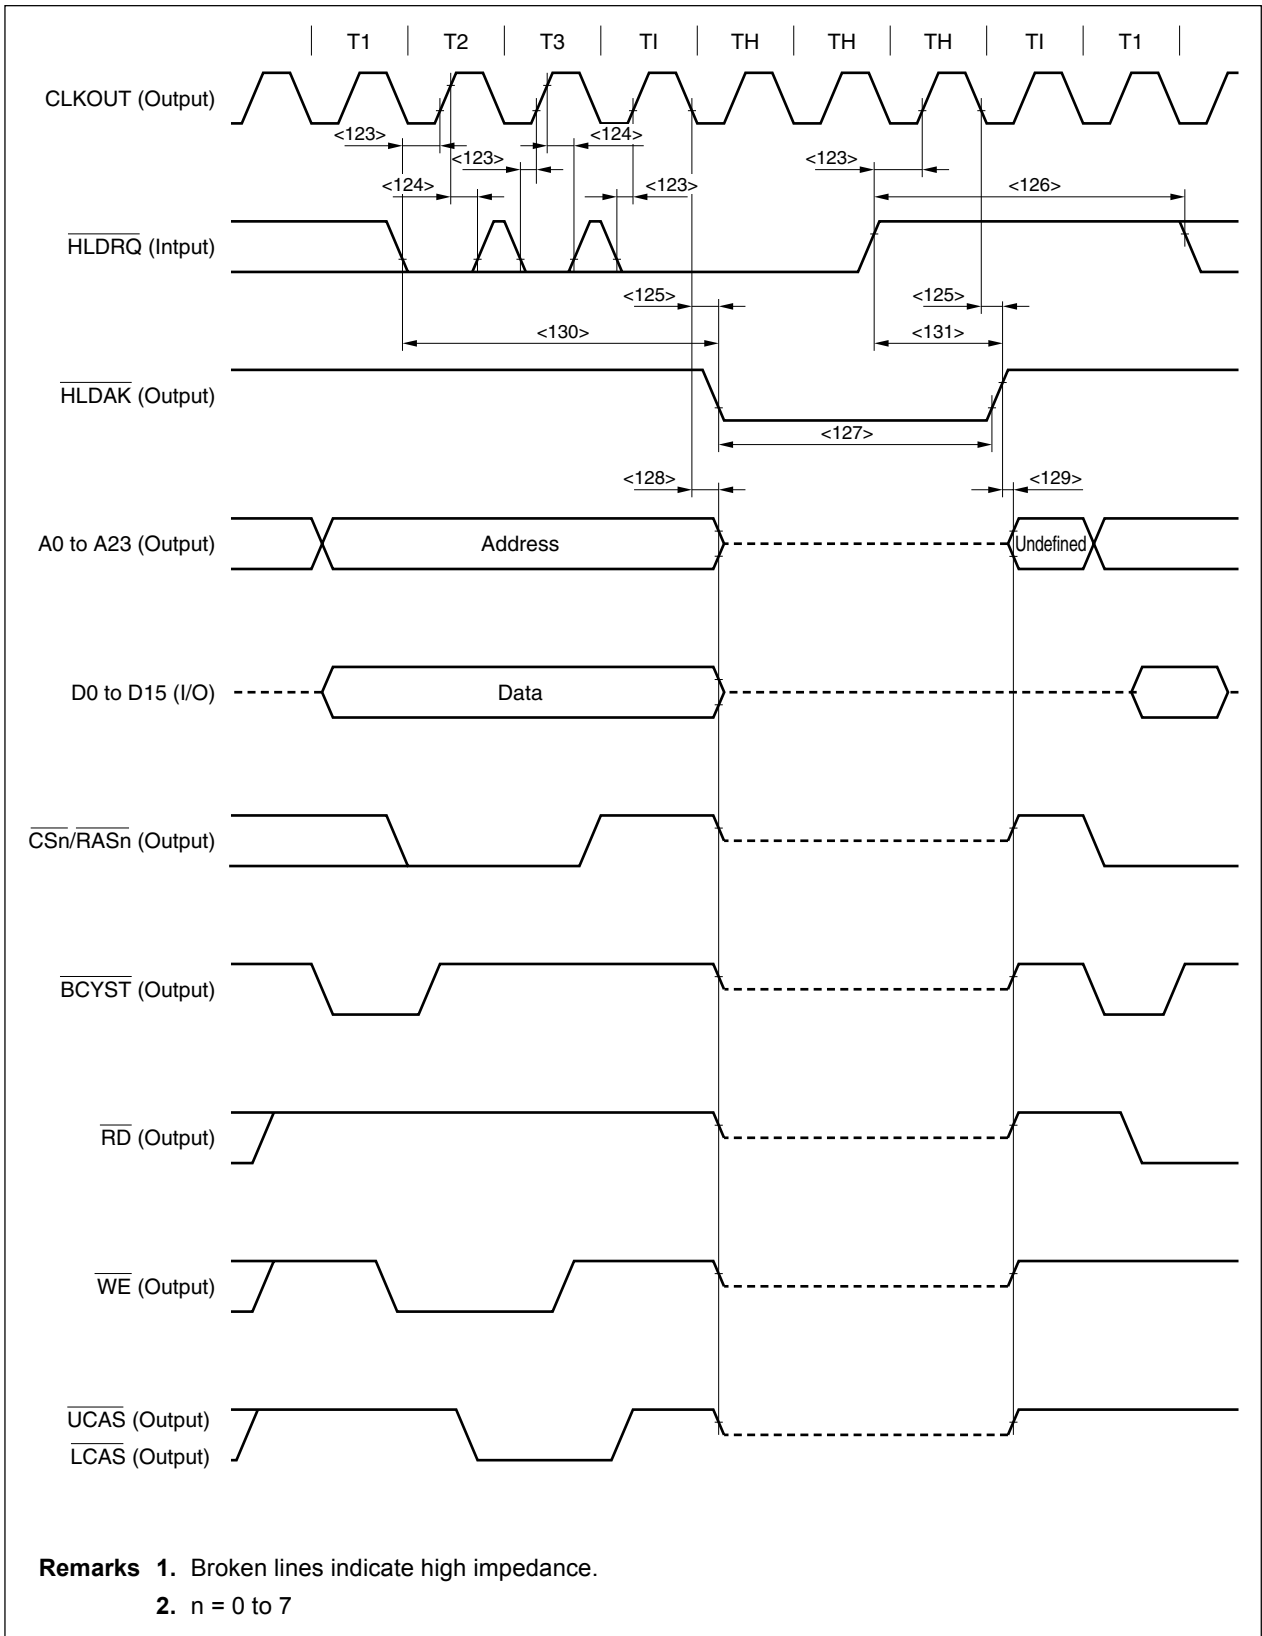 T1 T2 T3 TI TH TH TH TI T1
CLKOUT (Output)
<123> <124>
<123> <123>
<124> <123> <126>
HLDRQ (Intput)
<125> <125>
<130> <131>
HLDAK (Output)
<127>
<128> <129>
A0 to A23 (Output) Address Undefined
D0 to D15 (I/O) Data
CSn/RASn (Output)
BCYST (Output)
RD (Output)
WE (Output)
UCAS (Output)
LCAS (Output)
Remarks 1. Broken lines indicate high impedance.
2. n = 0 to 7